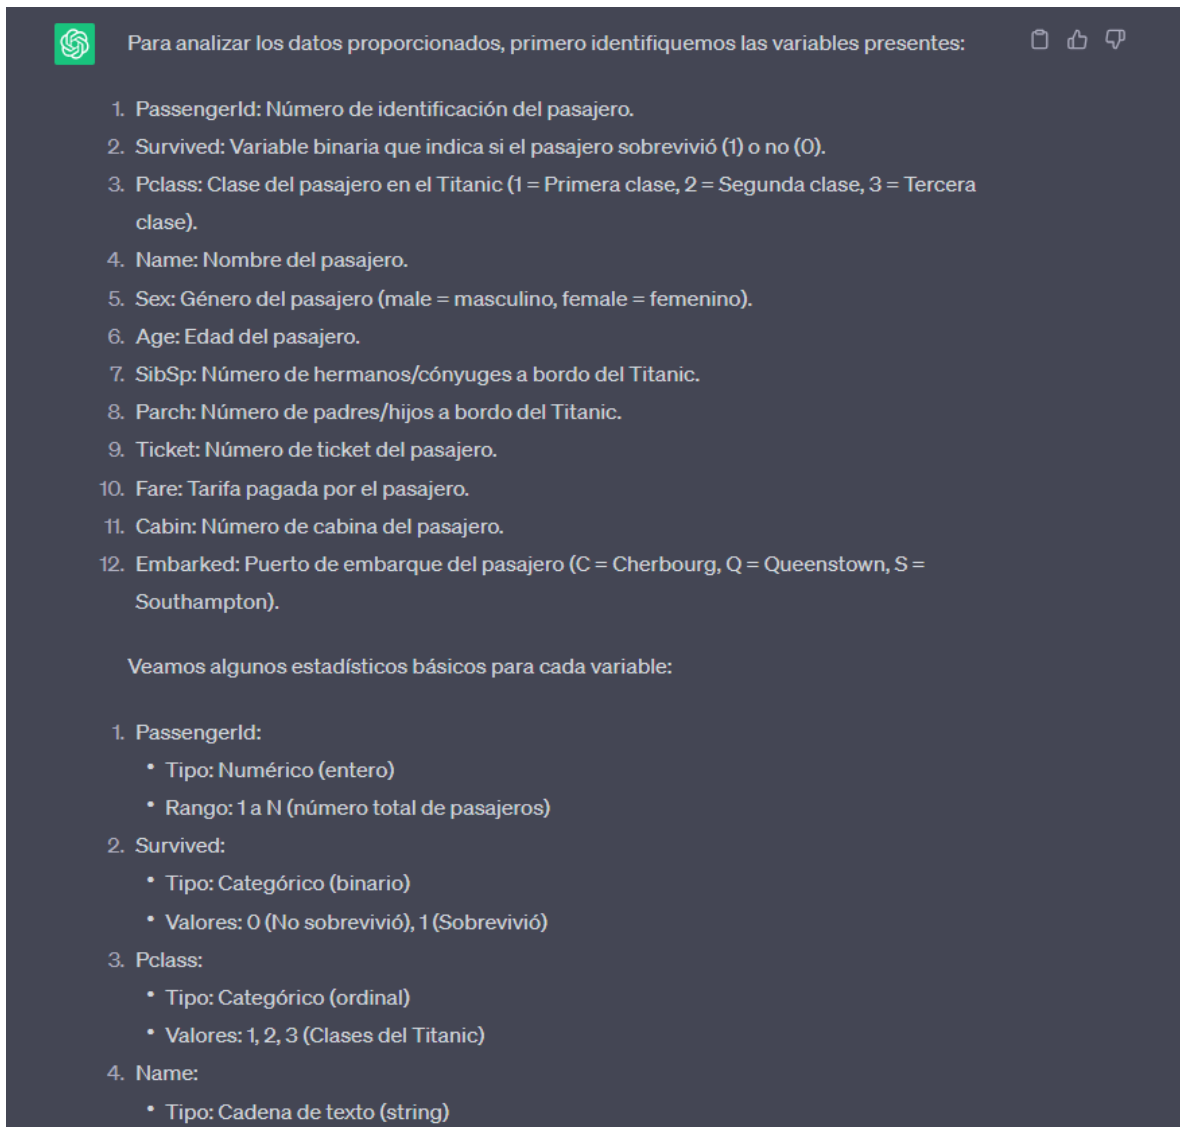 Para analizar los datos proporcionados, primero identifiquemos las variables presentes:
1. PassengerId: Número de identificación del pasajero.
2. Survived: Variable binaria que indica si el pasajero sobrevivió (1) o no (0).
3. Pclass: Clase del pasajero en el Titanic (1 = Primera clase, 2 = Segunda clase, 3 = Tercera
clase).
4. Name: Nombre del pasajero.
5. Sex: Género del pasajero (male = masculino, female = femenino).
6. Age: Edad del pasajero.
7. SibSp: Número de hermanos/cónyuges a bordo del Titanic.
8. Parch: Número de padres/hijos a bordo del Titanic.
9. Ticket: Número de ticket del pasajero.
10. Fare: Tarifa pagada por el pasajero.
11. Cabin: Número de cabina del pasajero.
12. Embarked: Puerto de embarque del pasajero (C = Cherbourg, Q = Queenstown, S =
Southampton).
Veamos algunos estadísticos básicos para cada variable:
1. PassengerId:
• Tipo: Numérico (entero)
• Rango: 1 a N (número total de pasajeros)
2. Survived:
• Tipo: Categórico (binario)
• Valores: 0 (No sobrevivió), 1 (Sobrevivió)
3. Pclass:
• Tipo: Categórico (ordinal)
• Valores: 1, 2, 3 (Clases del Titanic)
4. Name:
• Tipo: Cadena de texto (string)